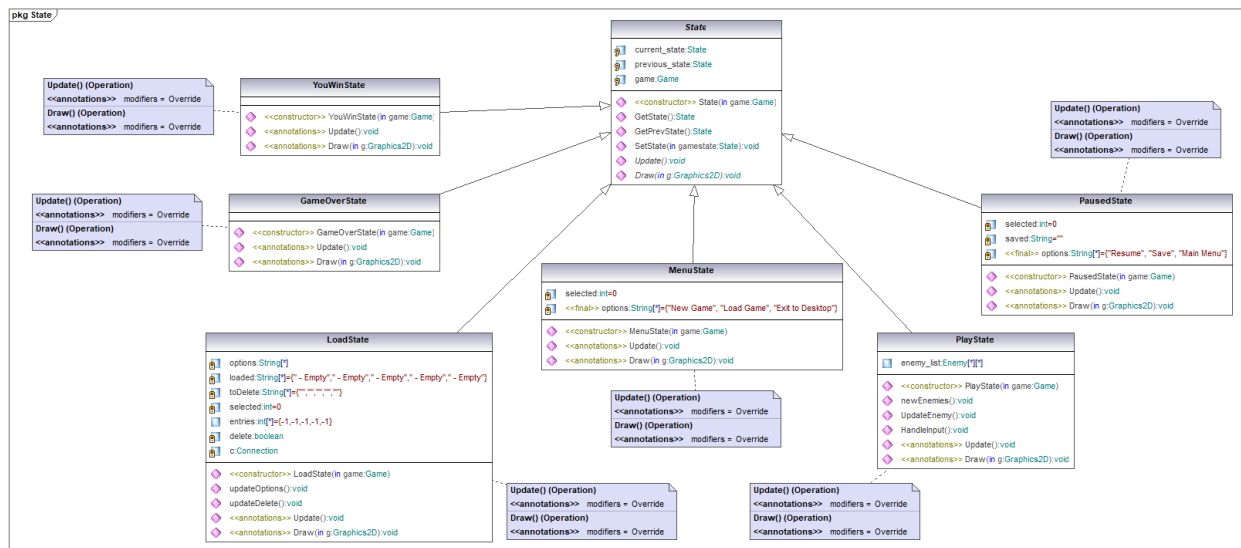 pkg State
State
current_state:State
previous_state:State
game:Game
<<constructor>> State(in game:Game)
GetState():State
GetPrevState():State
SetState(in gamestate:State):void
Update():void
Draw(in g:Graphics2D):void
Update() (Operation)
<<annotations>> modifiers = Override
Draw() (Operation)
<<annotations>> modifiers = Override
YouWinState
<<constructor>> YouWinState(in game:Game)
<<annotations>> Update():void
<<annotations>> Draw(in g:Graphics2D):void
Update() (Operation)
<<annotations>> modifiers = Override
Draw() (Operation)
<<annotations>> modifiers = Override
Update() (Operation)
<<annotations>> modifiers = Override
Draw() (Operation)
<<annotations>> modifiers = Override
GameOverState
<<constructor>> GameOverState(in game:Game)
<<annotations>> Update():void
<<annotations>> Draw(in g:Graphics2D):void
PausedState
selected:int=0
saved:String=""
<<final>> options:String[*]={"Resume", "Save", "Main Menu"}
<<constructor>> PausedState(in game:Game)
<<annotations>> Update():void
<<annotations>> Draw(in g:Graphics2D):void
MenuState
selected:int=0
<<final>> options:String[*]={"New Game", "Load Game", "Exit to Desktop"}
<<constructor>> MenuState(in game:Game)
<<annotations>> Update():void
<<annotations>> Draw(in g:Graphics2D):void
LoadState
options:String[*]
loaded:String[*]={" - Empty"," - Empty"," - Empty"," - Empty"," - Empty"}
toDelete:String[*]={"","","","",""}
selected:int=0
entries:int[*]={-1,-1,-1,-1,-1}
delete:boolean
c:Connection
<<constructor>> LoadState(in game:Game)
updateOptions():void
updateDelete():void
<<annotations>> Update():void
<<annotations>> Draw(in g:Graphics2D):void
PlayState
enemy_list:Enemy[*][*]
<<constructor>> PlayState(in game:Game)
newEnemies():void
UpdateEnemy():void
HandleInput():void
<<annotations>> Update():void
<<annotations>> Draw(in g:Graphics2D):void
Update() (Operation)
<<annotations>> modifiers = Override
Draw() (Operation)
<<annotations>> modifiers = Override
Update() (Operation)
<<annotations>> modifiers = Override
Draw() (Operation)
<<annotations>> modifiers = Override
Update() (Operation)
<<annotations>> modifiers = Override
Draw() (Operation)
<<annotations>> modifiers = Override